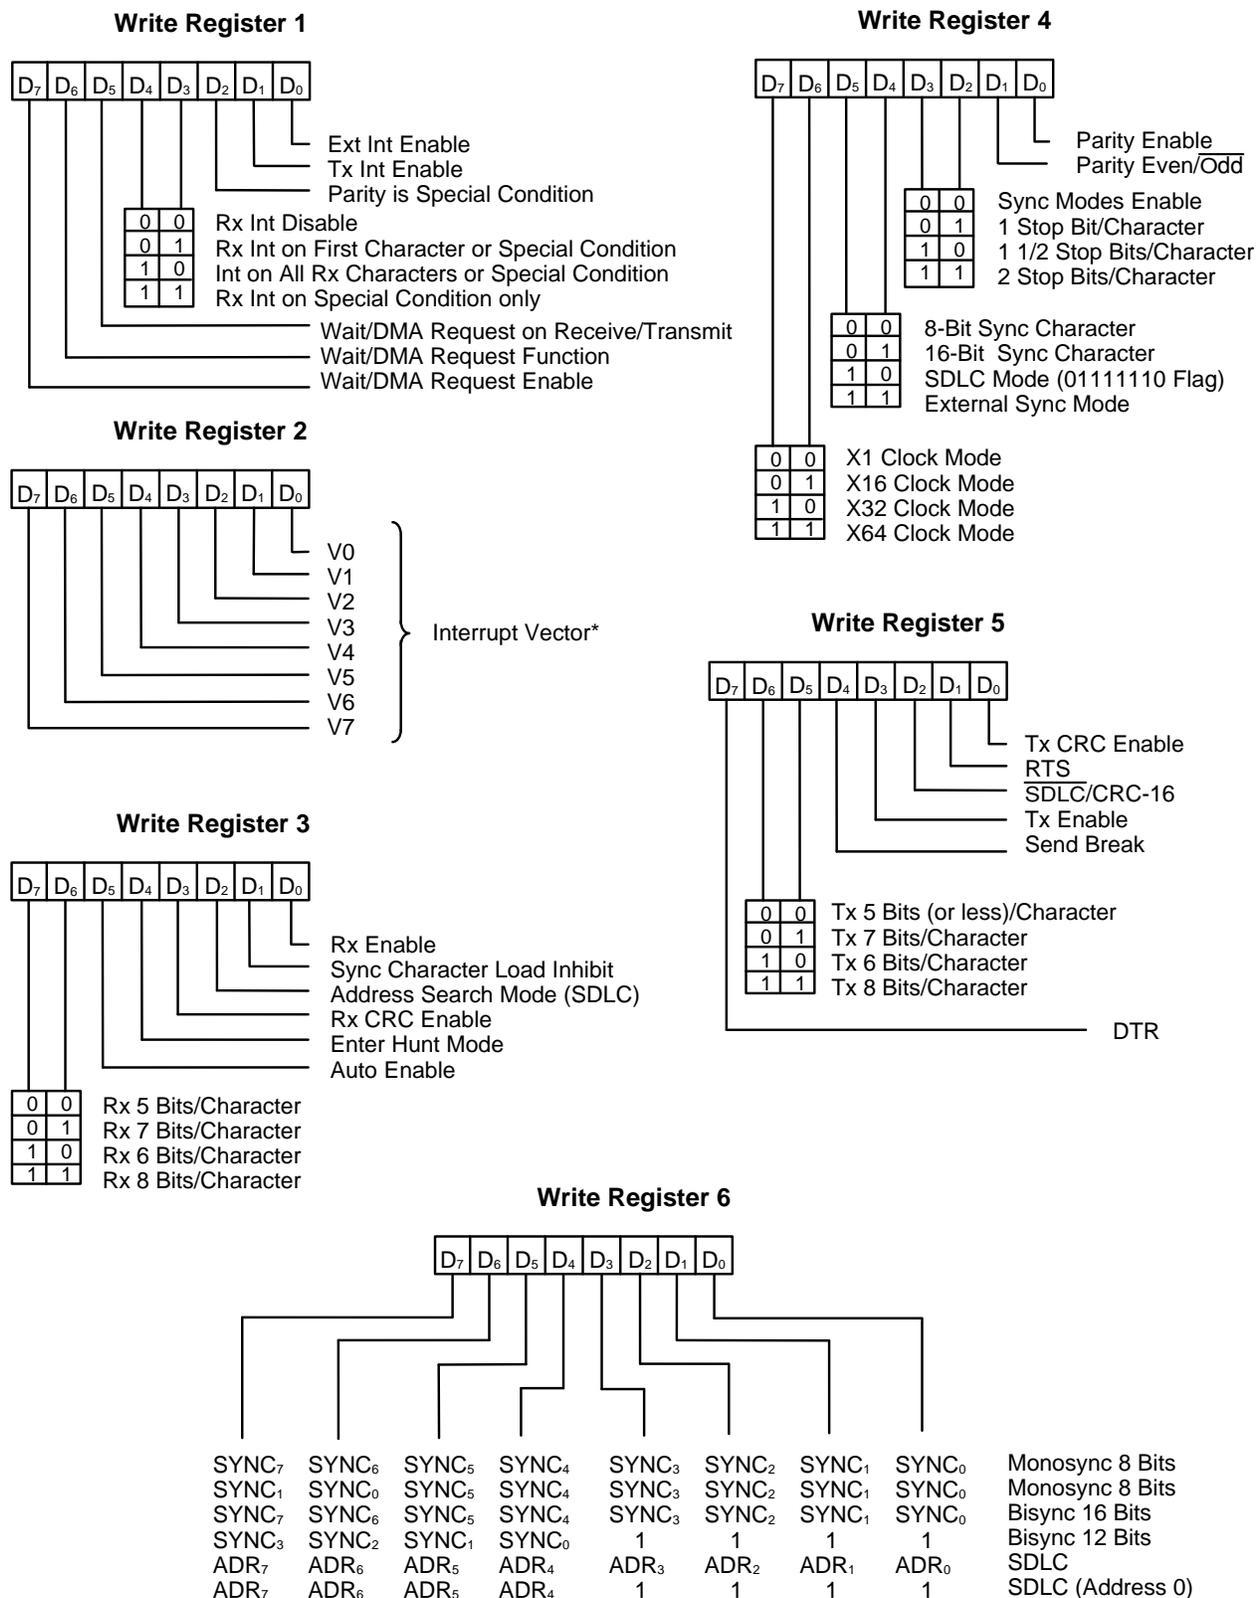 Write Register 1
D₇ D₆ D₅ D₄ D₃ D₂ D₁ D₀
Ext Int Enable
Tx Int Enable
Parity is Special Condition
0 0 Rx Int Disable
0 1 Rx Int on First Character or Special Condition
1 0 Int on All Rx Characters or Special Condition
1 1 Rx Int on Special Condition only
Wait/DMA Request on Receive/Transmit
Wait/DMA Request Function
Wait/DMA Request Enable
Write Register 2
D₇ D₆ D₅ D₄ D₃ D₂ D₁ D₀
V0
V1
V2
V3
V4
V5
V6
V7
Interrupt Vector*
Write Register 3
D₇ D₆ D₅ D₄ D₃ D₂ D₁ D₀
Rx Enable
Sync Character Load Inhibit
Address Search Mode (SDLC)
Rx CRC Enable
Enter Hunt Mode
Auto Enable
0 0 Rx 5 Bits/Character
0 1 Rx 7 Bits/Character
1 0 Rx 6 Bits/Character
1 1 Rx 8 Bits/Character
Write Register 4
D₇ D₆ D₅ D₄ D₃ D₂ D₁ D₀
Parity Enable
Parity Even/O̅d̅d̅
0 0 Sync Modes Enable
0 1 1 Stop Bit/Character
1 0 1 1/2 Stop Bits/Character
1 1 2 Stop Bits/Character
0 0 8-Bit Sync Character
0 1 16-Bit Sync Character
1 0 SDLC Mode (01111110 Flag)
1 1 External Sync Mode
0 0 X1 Clock Mode
0 1 X16 Clock Mode
1 0 X32 Clock Mode
1 1 X64 Clock Mode
Write Register 5
D₇ D₆ D₅ D₄ D₃ D₂ D₁ D₀
Tx CRC Enable
RTS
S̅D̅L̅C̅/CRC-16
Tx Enable
Send Break
0 0 Tx 5 Bits (or less)/Character
0 1 Tx 7 Bits/Character
1 0 Tx 6 Bits/Character
1 1 Tx 8 Bits/Character
DTR
Write Register 6
D₇ D₆ D₅ D₄ D₃ D₂ D₁ D₀
SYNC₇ SYNC₆ SYNC₅ SYNC₄ SYNC₃ SYNC₂ SYNC₁ SYNC₀ Monosync 8 Bits
SYNC₁ SYNC₀ SYNC₅ SYNC₄ SYNC₃ SYNC₂ SYNC₁ SYNC₀ Monosync 8 Bits
SYNC₇ SYNC₆ SYNC₅ SYNC₄ SYNC₃ SYNC₂ SYNC₁ SYNC₀ Bisync 16 Bits
SYNC₃ SYNC₂ SYNC₁ SYNC₀ 1 1 1 1 Bisync 12 Bits
ADR₇ ADR₆ ADR₅ ADR₄ ADR₃ ADR₂ ADR₁ ADR₀ SDLC
ADR₇ ADR₆ ADR₅ ADR₄ 1 1 1 1 SDLC (Address 0)